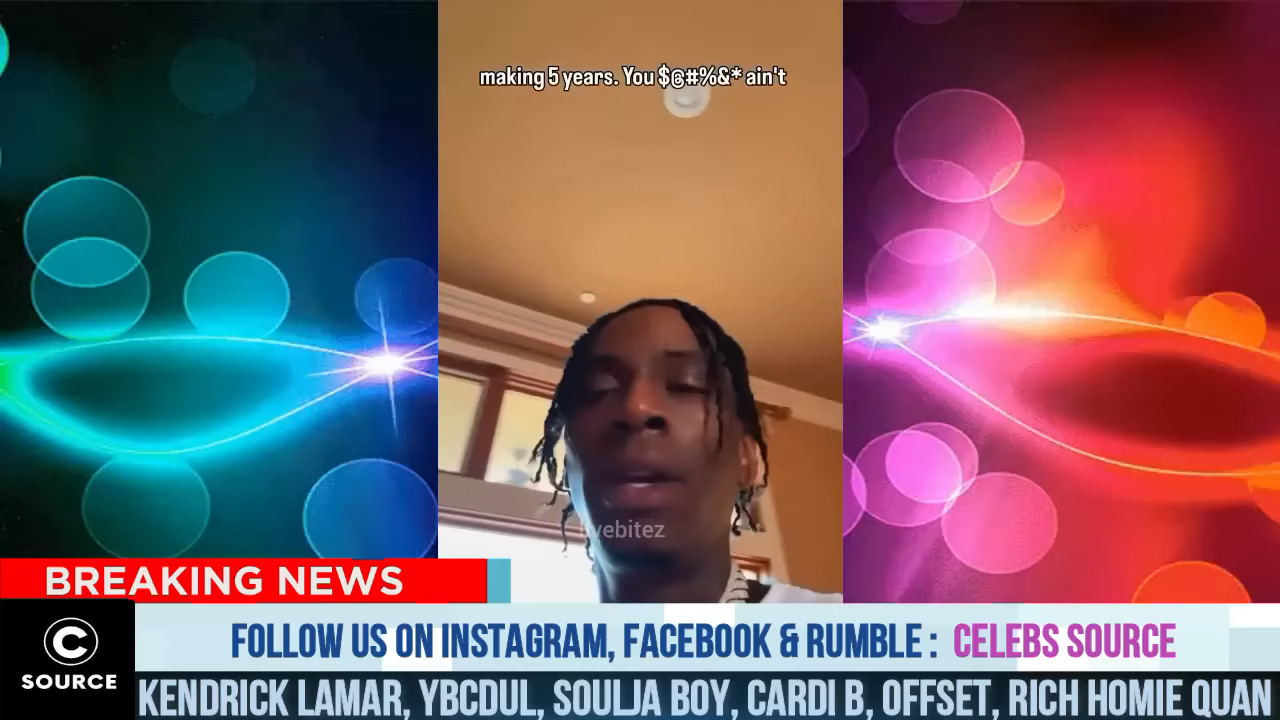 making 5 years. You $@#%&* ain't
vebitez
BREAKING NEWS
C
SOURCE
FOLLOW US ON INSTAGRAM, FACEBOOK & RUMBLE : CELEBS SOURCE
KENDRICK LAMAR, YBCDUL, SOULJA BOY, CARDI B, OFFSET, RICH HOMIE QUAN